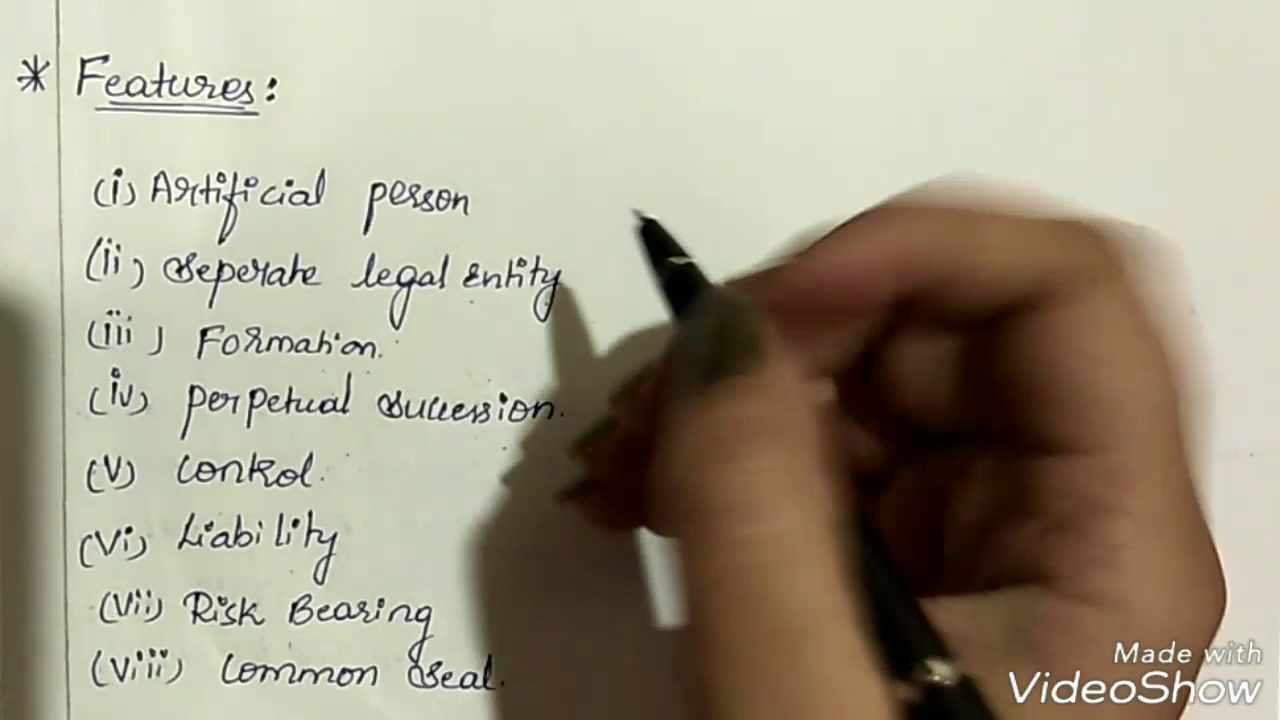 * Features:
(i) Artificial person
(ii) Seperate legal entity
(iii) Formation.
(iv) perpetual succession.
(v) control.
(vi) Liability
(vii) Risk Bearing
(viii) common seal.
Made with
VideoShow